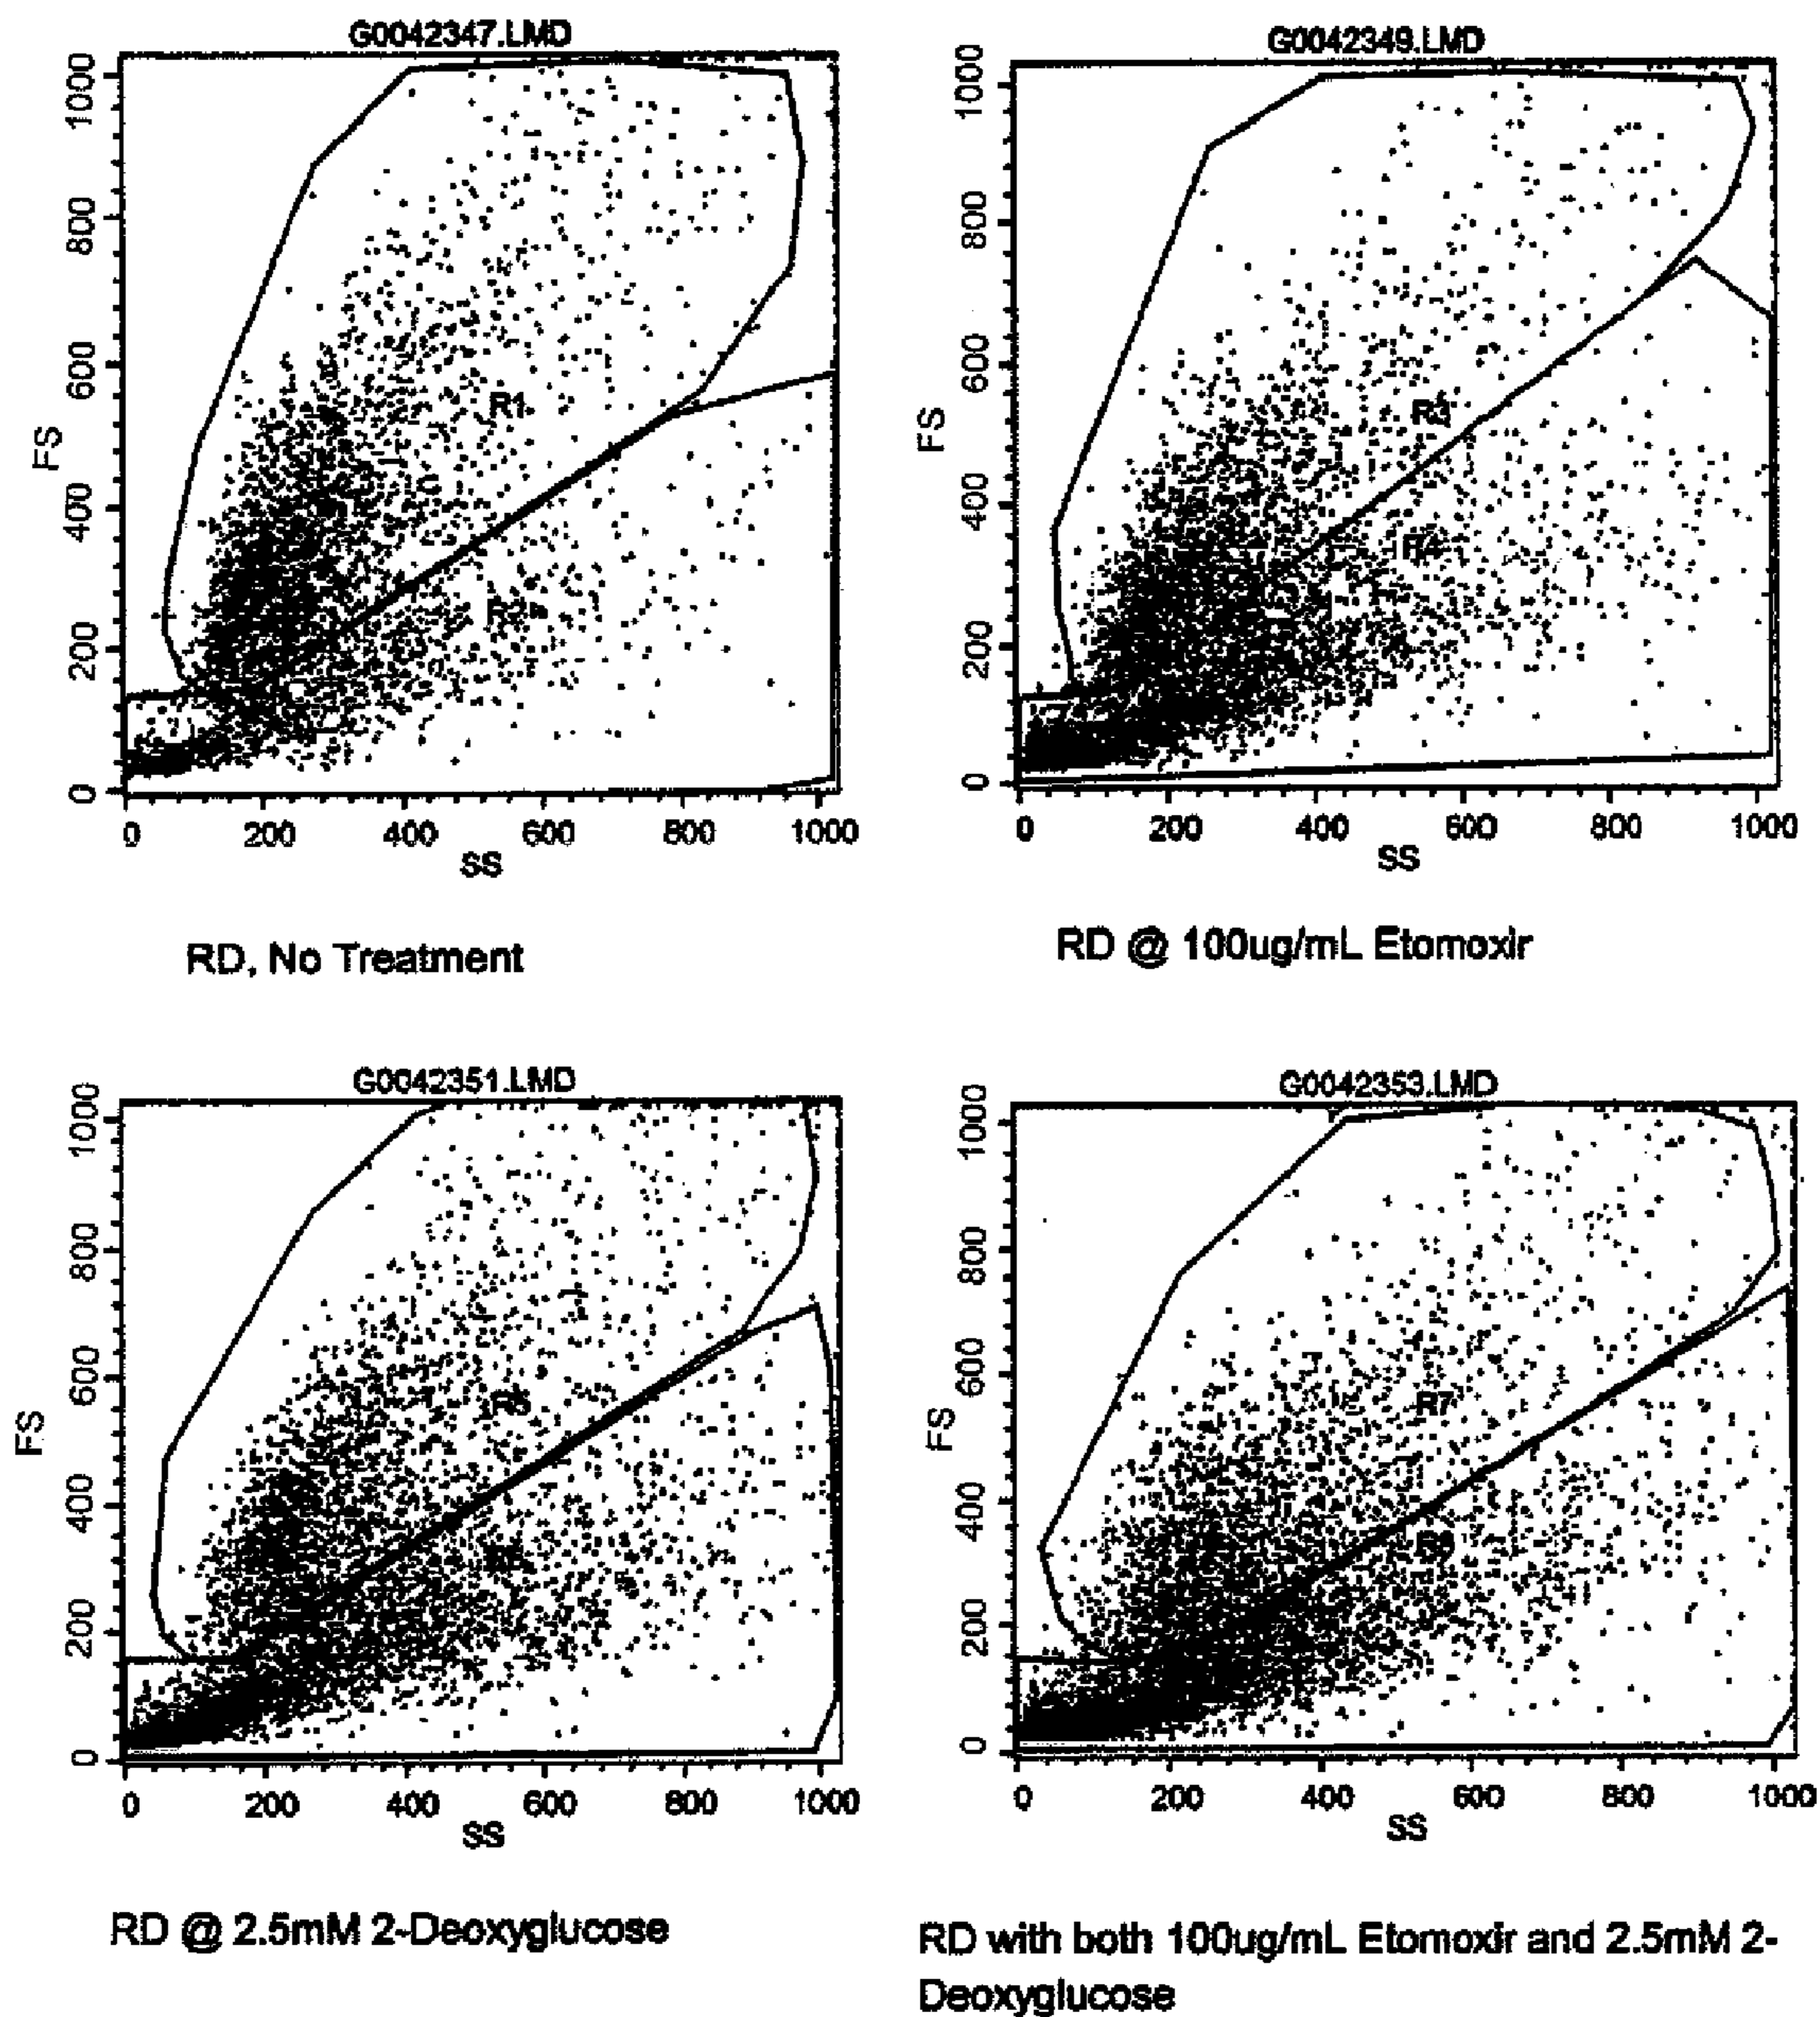 G0042347.LMD
1000
800
600
400
200
0
FS
R1
0 200 400 600 800 1000
SS
RD, No Treatment
G0042349.LMD
1000
800
600
400
200
0
FS
R3
R4
0 200 400 600 800 1000
SS
RD @ 100ug/mL Etomoxir
G0042351.LMD
1000
800
600
400
200
0
FS
R5
0 200 400 600 800 1000
SS
RD @ 2.5mM 2-Deoxyglucose
G0042353.LMD
1000
800
600
400
200
0
FS
R7
0 200 400 600 800 1000
SS
RD with both 100ug/mL Etomoxir and 2.5mM 2-
Deoxyglucose